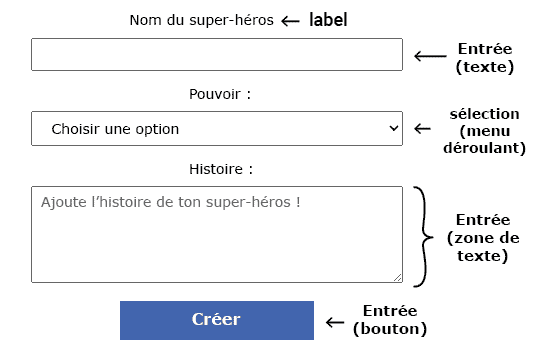 Nom du super-héros ← label
Entrée
(texte)
Pouvoir :
Choisir une option
sélection
(menu
déroulant)
Histoire :
Ajoute l’histoire de ton super-héros !
Entrée
(zone de
texte)
Créer
Entrée
(bouton)